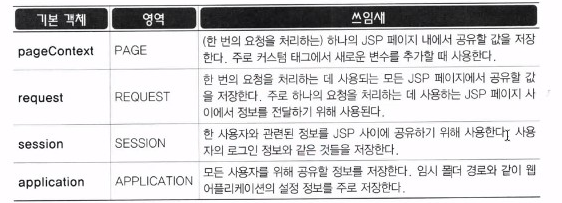 기본 객체 영역 쓰임새
pageContext PAGE (한 번의 요청을 처리하는) 하나의 JSP 페이지 내에서 공유할 값을 저장
한다. 주로 커스텀 태그에서 새로운 변수를 추가할 때 사용한다.
request REQUEST 한 번의 요청을 처리하는 데 사용되는 모든 JSP 페이지에서 공유할 값
을 저장한다. 주로 하나의 요청을 처리하는 데 사용하는 JSP 페이지 사
이에서 정보를 전달하기 위해 사용된다.
session SESSION 한 사용자와 관련된 정보를 JSP 사이에 공유하기 위해 사용한다. 사용
자의 로그인 정보와 같은 것들을 저장한다.
application APPLICATION 모든 사용자를 위해 공유할 정보를 저장한다. 임시 폴더 경로와 같이 웹
어플리케이션의 설정 정보를 주로 저장한다.